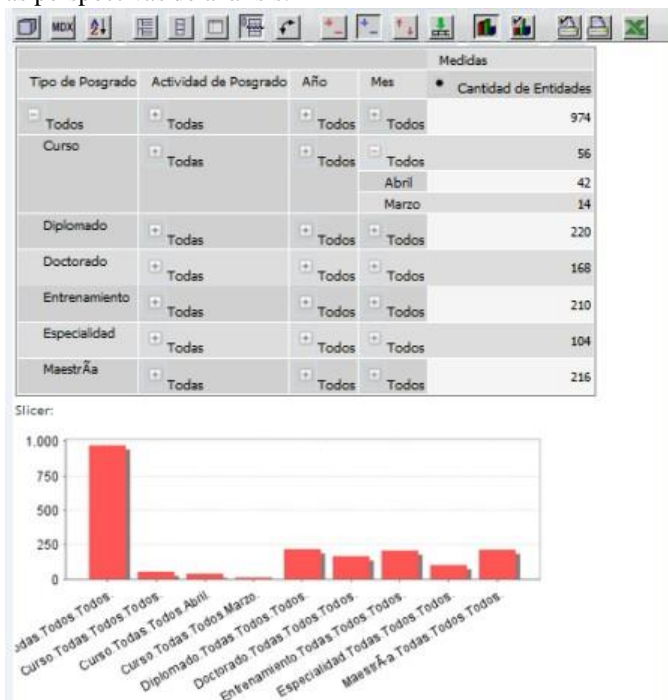 MDX
Medidas
Tipo de Posgrado Actividad de Posgrado Año Mes Cantidad de Entidades
Todos Todas Todos Todos 974
Curso Todas Todos Todos 56
Abril 42
Marzo 14
Diplomado Todas Todos Todos 220
Doctorado Todas Todos Todos 168
Entrenamiento Todas Todos Todos 210
Especialidad Todas Todos Todos 104
MaestrÃa Todas Todos Todos 216
Slicer:
1.000
750
500
250
0
Todos.Todos.
Curso.Todas.Todos.Todos.
Curso.Todas.Todos.Abril.
Curso.Todas.Todos.Marzo.
Diplomado.Todas.Todos.Todos.
Doctorado.Todas.Todos.Todos.
Entrenamiento.Todas.Todos.Todos.
Especialidad.Todas.Todos.Todos.
MaestrÃ-a.Todas.Todos.Todos.